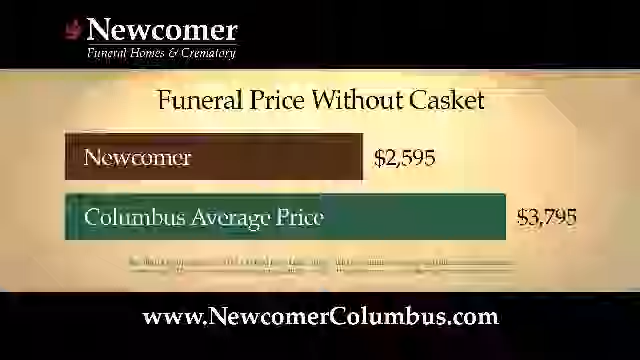 Newcomer
Funeral Homes & Crematory
Funeral Price Without Casket
Newcomer $2,595
Columbus Average Price $3,795
www.NewcomerColumbus.com